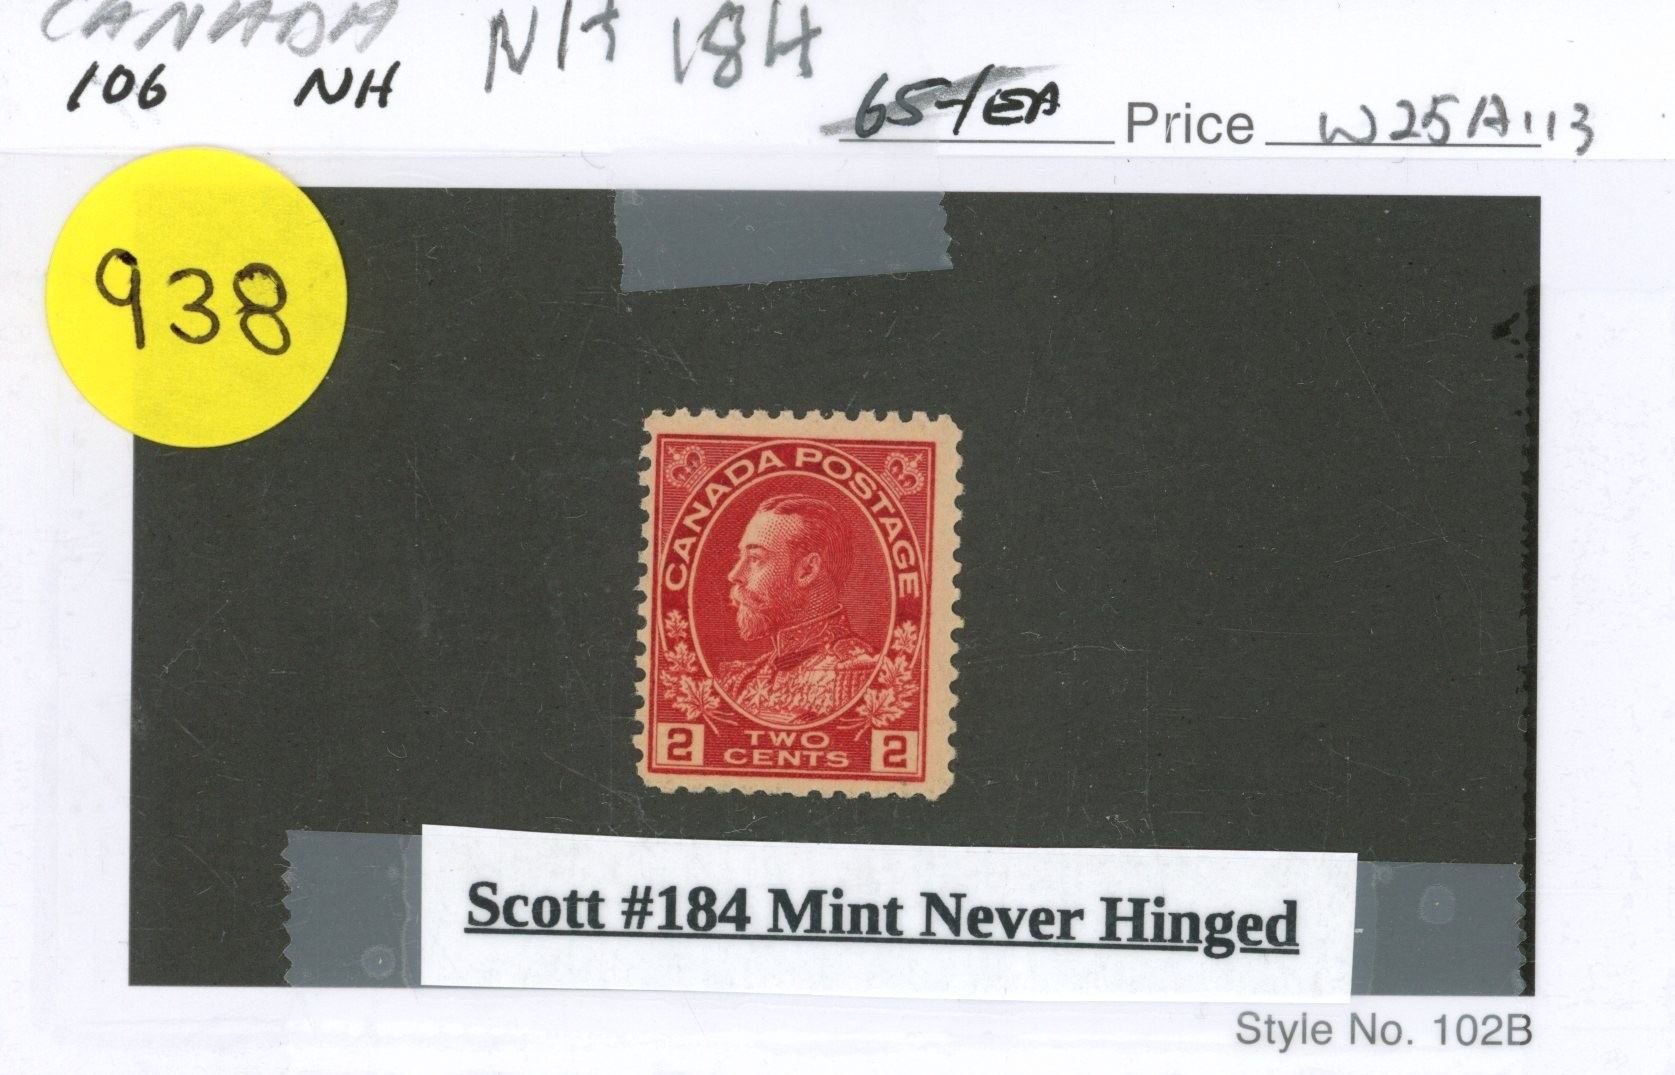 CANADA NH 184
106 NH 65-/EA Price W25A113
938
CANADA POSTAGE
2 TWO CENTS 2
Scott #184 Mint Never Hinged
Style No. 102B